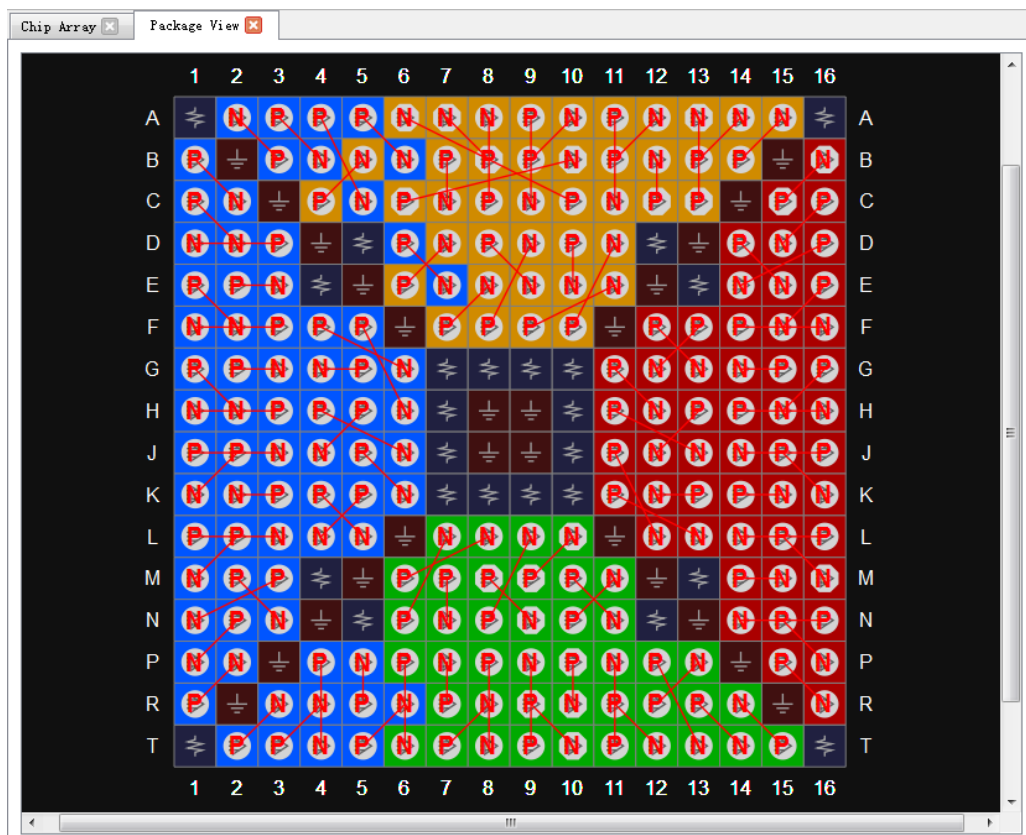 Chip Array
Package View
1 2 3 4 5 6 7 8 9 10 11 12 13 14 15 16
A N P P P N N N P N P N N N N A
B P P N N N P P P N P N P P N B
C P N P N P N P N P N P P P P C
D N N P P N P N P N P N P D
E P P N P N N N N N N N P E
F N N P P P P P P P P P P N N F
G P P N N P N P N N N P P G
H N N P P N N P N P P N N H
J P P N N P N P N N N P P J
K N N P P P N P N N P P N K
L P P N N N N N N N N N N N P L
M N P P P P P P P N P P N M
N N P N P N P N P N P P P N
P N N P P P N P N P N P P P N P
R P N N N N P N P N P P P N N R
T P P N P N P N P N P N N N P T
1 2 3 4 5 6 7 8 9 10 11 12 13 14 15 16